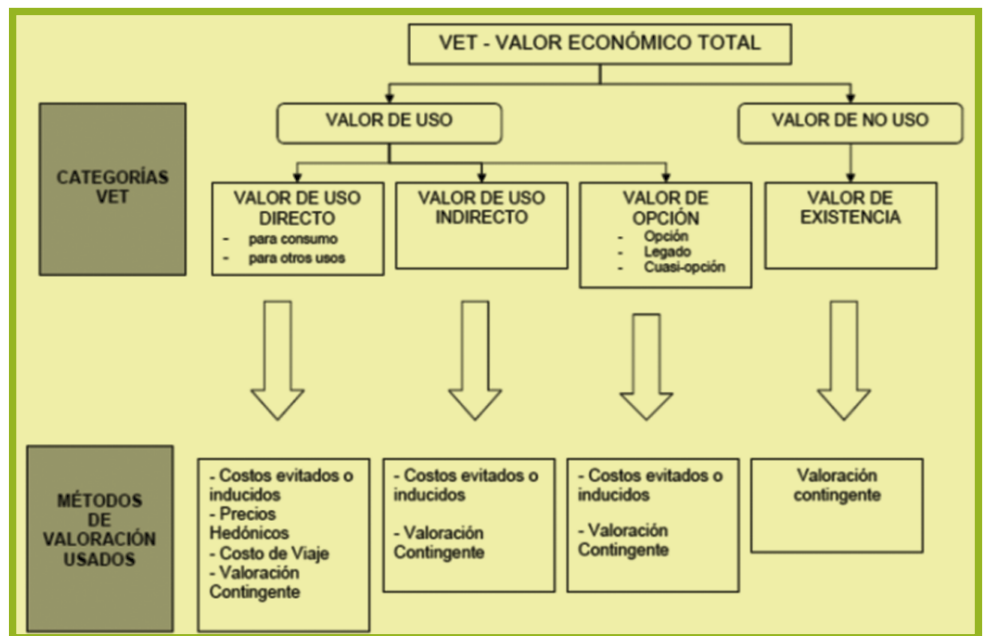 VET - VALOR ECONÓMICO TOTAL
VALOR DE USO
VALOR DE NO USO
CATEGORÍAS
VET
VALOR DE USO
DIRECTO
- para consumo
- para otros usos
VALOR DE USO
INDIRECTO
VALOR DE
OPCIÓN
- Opción
- Legado
- Cuasi-opción
VALOR DE
EXISTENCIA
MÉTODOS
DE
VALORACIÓN
USADOS
- Costos evitados o
inducidos
- Precios
Hedónicos
- Costo de Viaje
- Valoración
Contingente
- Costos evitados o
inducidos
- Valoración
Contingente
- Costos evitados o
inducidos
- Valoración
Contingente
Valoración
contingente